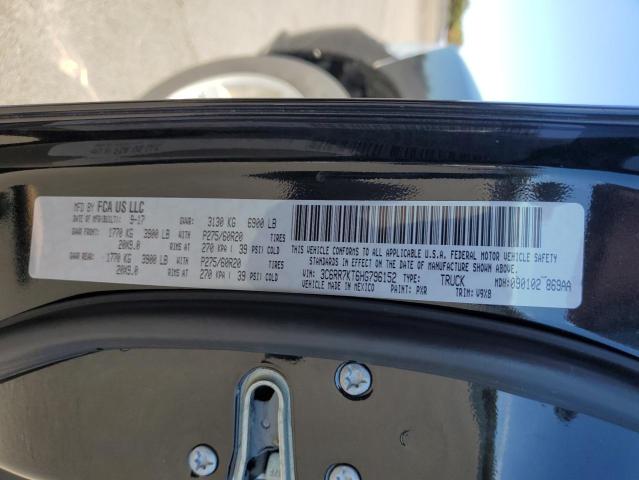 MFD BY FCA US LLC
DATE OF MFR(BUILT): 9-17 GVWR: 3130 KG 6900 LB
GAWR FRONT: 1770 KG 3900 LB WITH P275/60R20 TIRES
20X9.0 RIMS AT 270 KPA( 39 PSI) COLD
GAWR REAR: 1770 KG 3900 LB WITH P275/60R20 TIRES
20X9.0 RIMS AT 270 KPA( 39 PSI) COLD
THIS VEHICLE CONFORMS TO ALL APPLICABLE U.S.A. FEDERAL MOTOR VEHICLE SAFETY
STANDARDS IN EFFECT ON THE DATE OF MANUFACTURE SHOWN ABOVE.
VIN: 3C6RR7KT6HG796152 TYPE: TRUCK MDH:090102 869AA
VEHICLE MADE IN MEXICO PAINT: PXR TRIM: V9X8